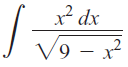 ∫ x² dx / √(9 − x²)